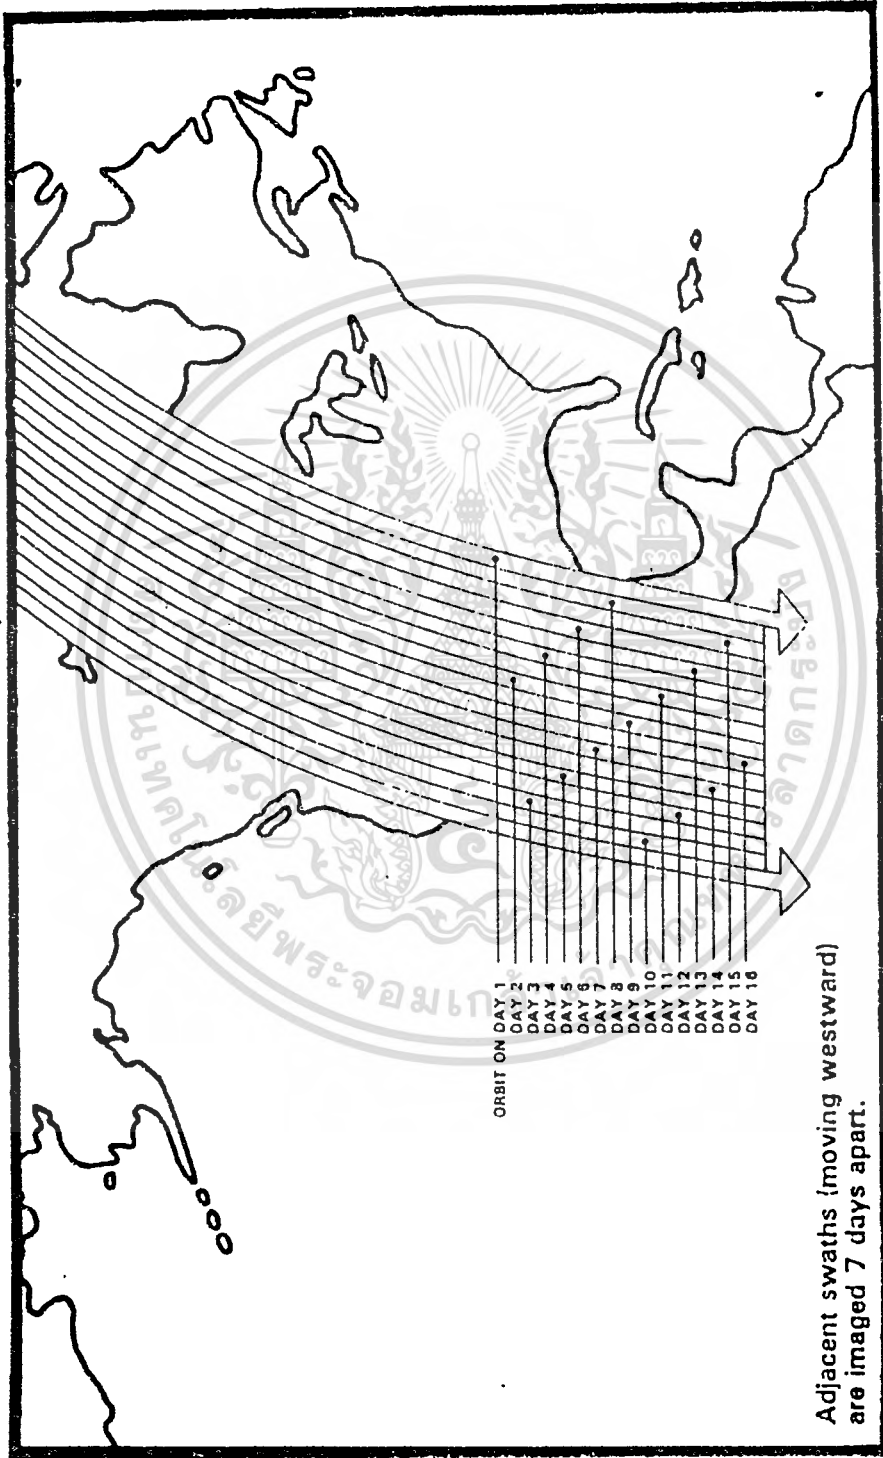 ORBIT ON DAY 1
DAY 2
DAY 3
DAY 4
DAY 5
DAY 6
DAY 7
DAY 8
DAY 9
DAY 10
DAY 11
DAY 12
DAY 13
DAY 14
DAY 15
DAY 16
Adjacent swaths (moving westward)
are imaged 7 days apart.